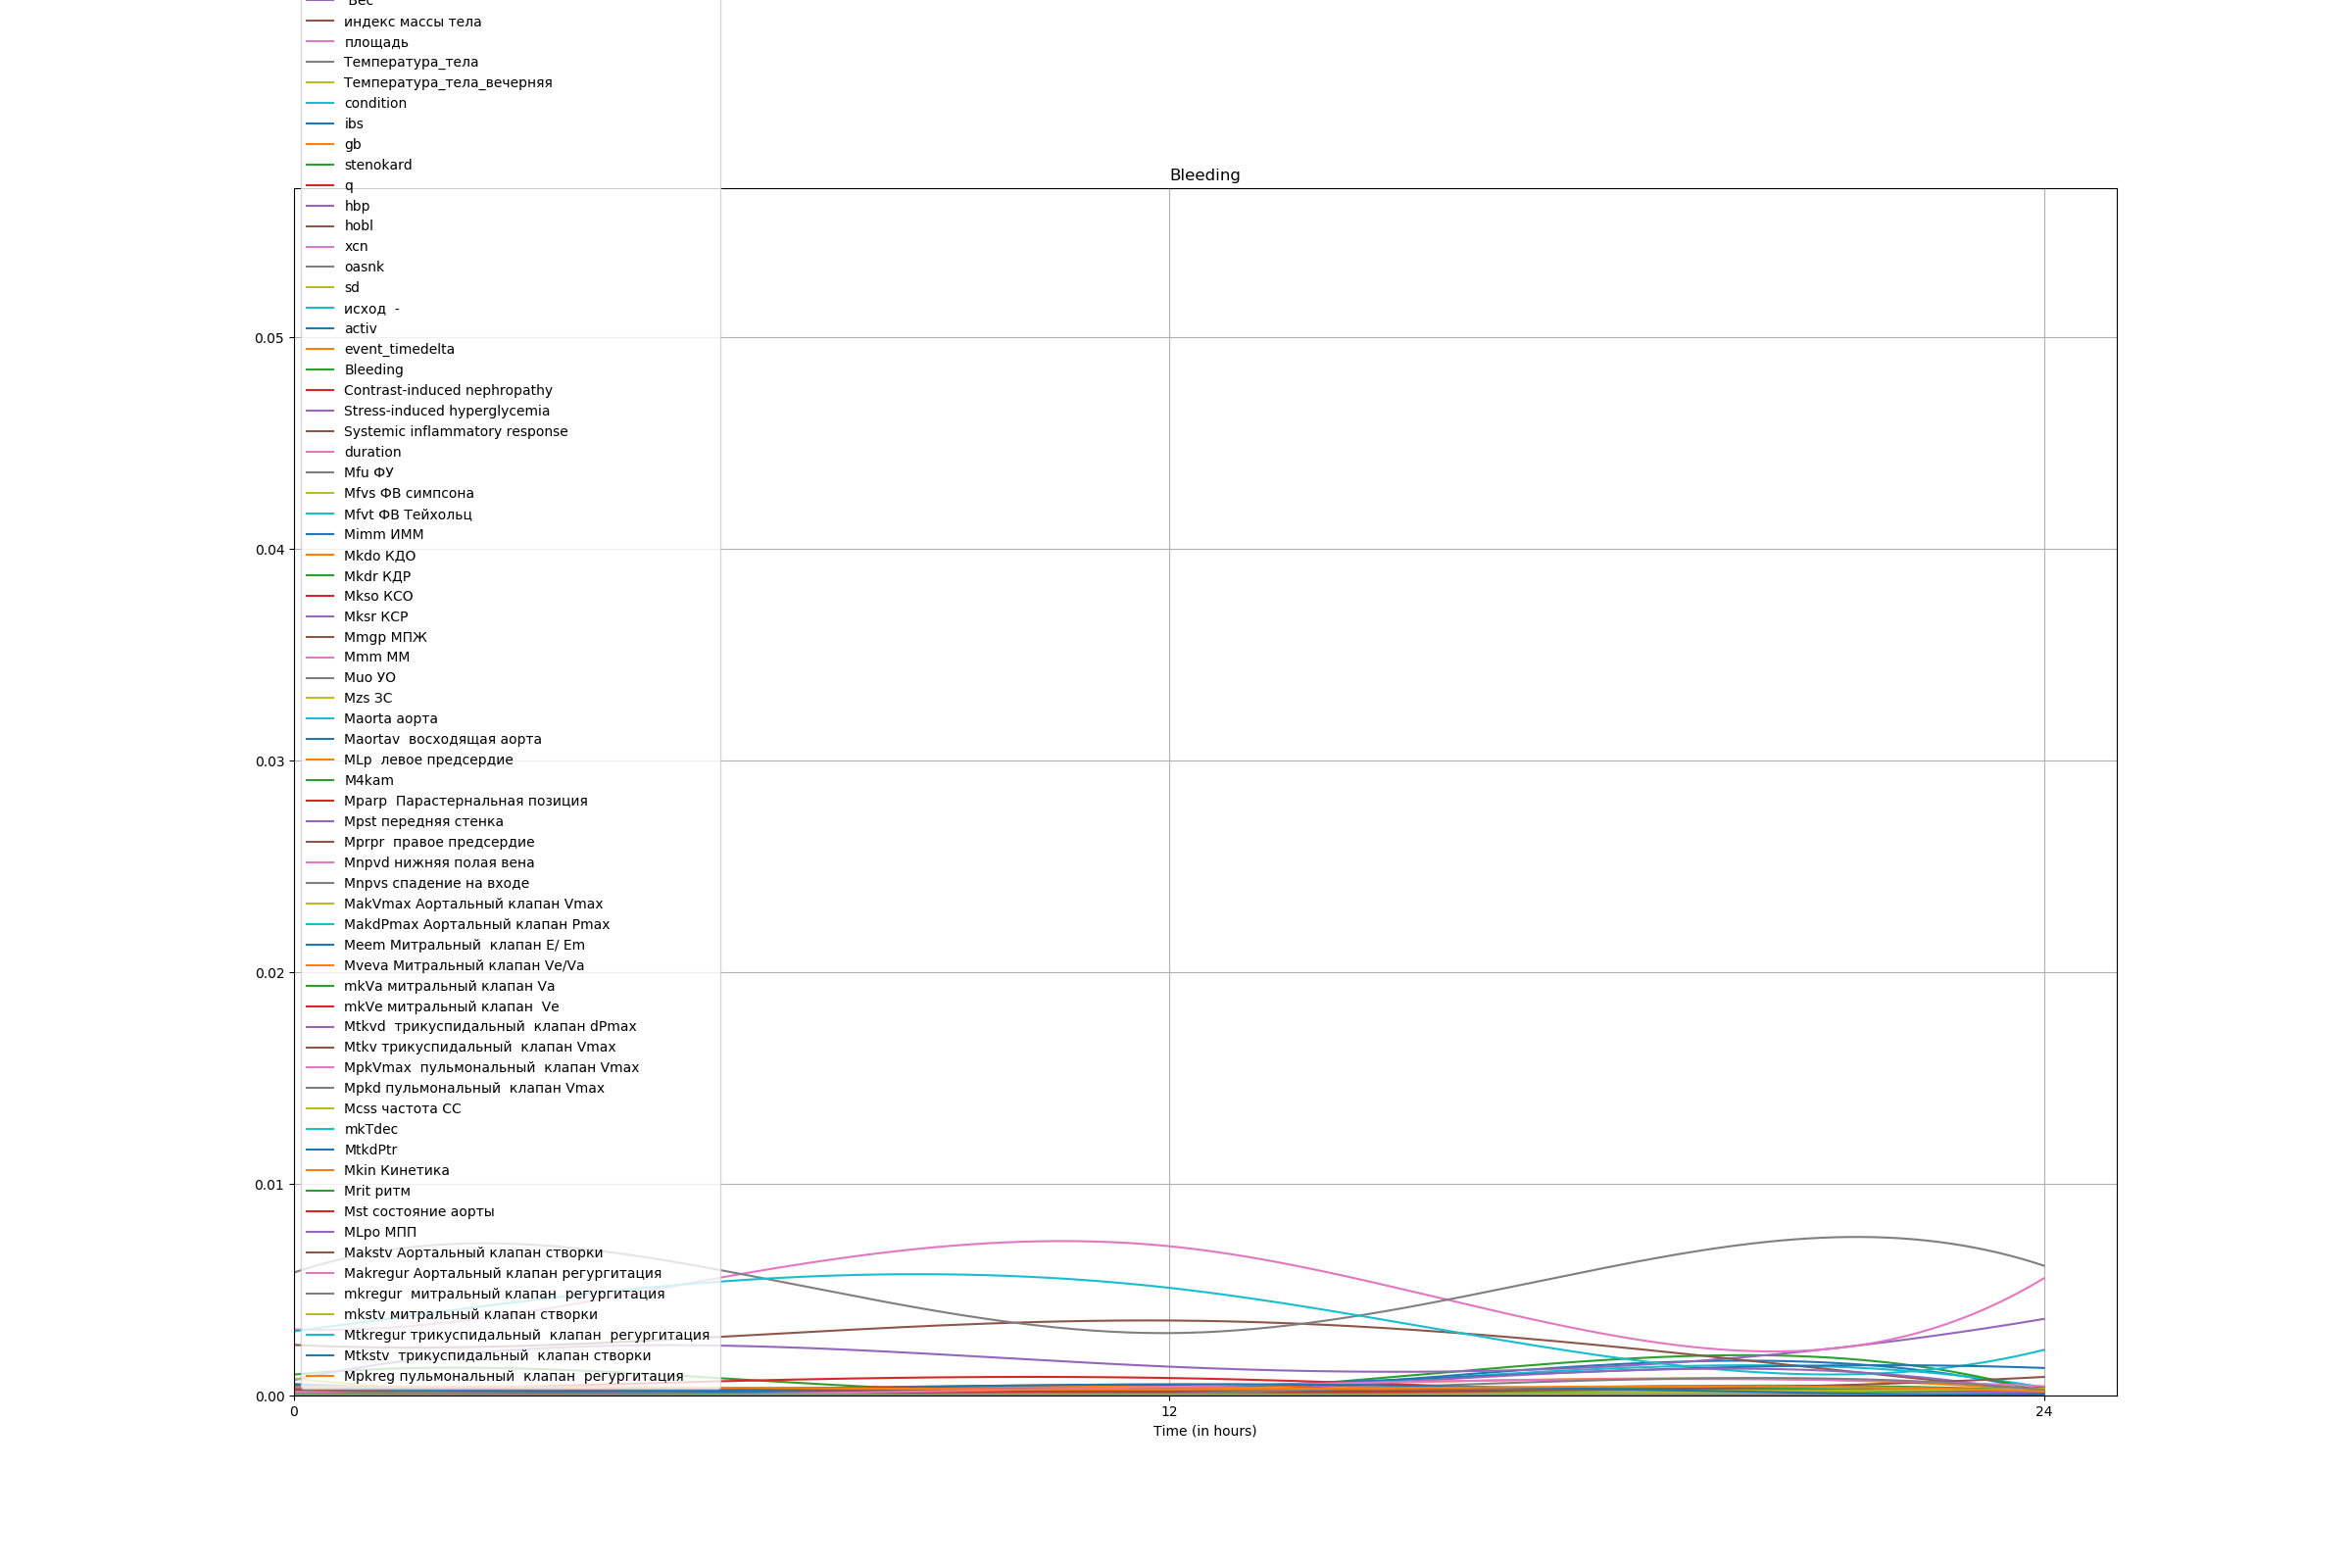 Вес
индекс массы тела
площадь
Температура_тела
Температура_тела_вечерняя
condition
ibs
gb
stenokard
Bleeding
q
hbp
hobl
xcn
oasnk
sd
исход  -
activ
0.05
event_timedelta
Bleeding
Contrast-induced nephropathy
Stress-induced hyperglycemia
Systemic inflammatory response
duration
Mfu ФУ
Mfvs ФВ симпсона
Mfvt ФВ Тейхольц
Mimm ИММ
0.04
Mkdo КДО
Mkdr КДР
Mkso КСО
Mksr КСР
Mmgp МПЖ
Mmm ММ
Muo УО
Mzs ЗС
Maorta аорта
Maortav  восходящая аорта
0.03
MLp  левое предсердие
M4kam
Mparp  Парастернальная позиция
Mpst передняя стенка
Mprpr  правое предсердие
Mnpvd нижняя полая вена
Mnpvs спадение на входе
MakVmax Аортальный клапан Vmax
MakdPmax Аортальный клапан Pmax
Meem Митральный  клапан E/ Em
0.02
Mveva Митральный клапан Ve/Va
mkVa митральный клапан Va
mkVe митральный клапан  Ve
Mtkvd  трикуспидальный  клапан dPmax
Mtkv трикуспидальный  клапан Vmax
MpkVmax  пульмональный  клапан Vmax
Mpkd пульмональный  клапан Vmax
Mcss частота СС
mkTdec
MtkdPtr
Mkin Кинетика
0.01
Mrit ритм
Mst состояние аорты
MLpo МПП
Makstv Аортальный клапан створки
Makregur Аортальный клапан регургитация
mkregur  митральный клапан  регургитация
mkstv митральный клапан створки
Mtkregur трикуспидальный  клапан  регургитация
Mtkstv  трикуспидальный  клапан створки
Mpkreg пульмональный  клапан  регургитация
0.00
0 12 24
Time (in hours)